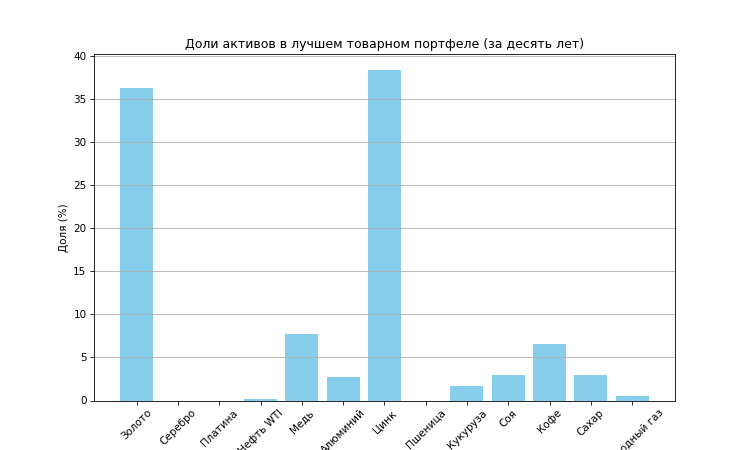 Доли активов в лучшем товарном портфеле (за десять лет)
Доля (%)
40
35
30
25
20
15
10
5
0
Золото
Серебро
Платина
Нефть WTI
Медь
Алюминий
Цинк
Пшеница
Кукуруза
Соя
Кофе
Сахар
одный газ